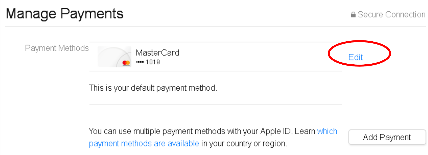 Manage Payments
Secure Connection
Payment Methods
MasterCard
•••• 1618
Edit
This is your default payment method.
You can use multiple payment methods with your Apple ID. Learn which
payment methods are available in your country or region.
Add Payment